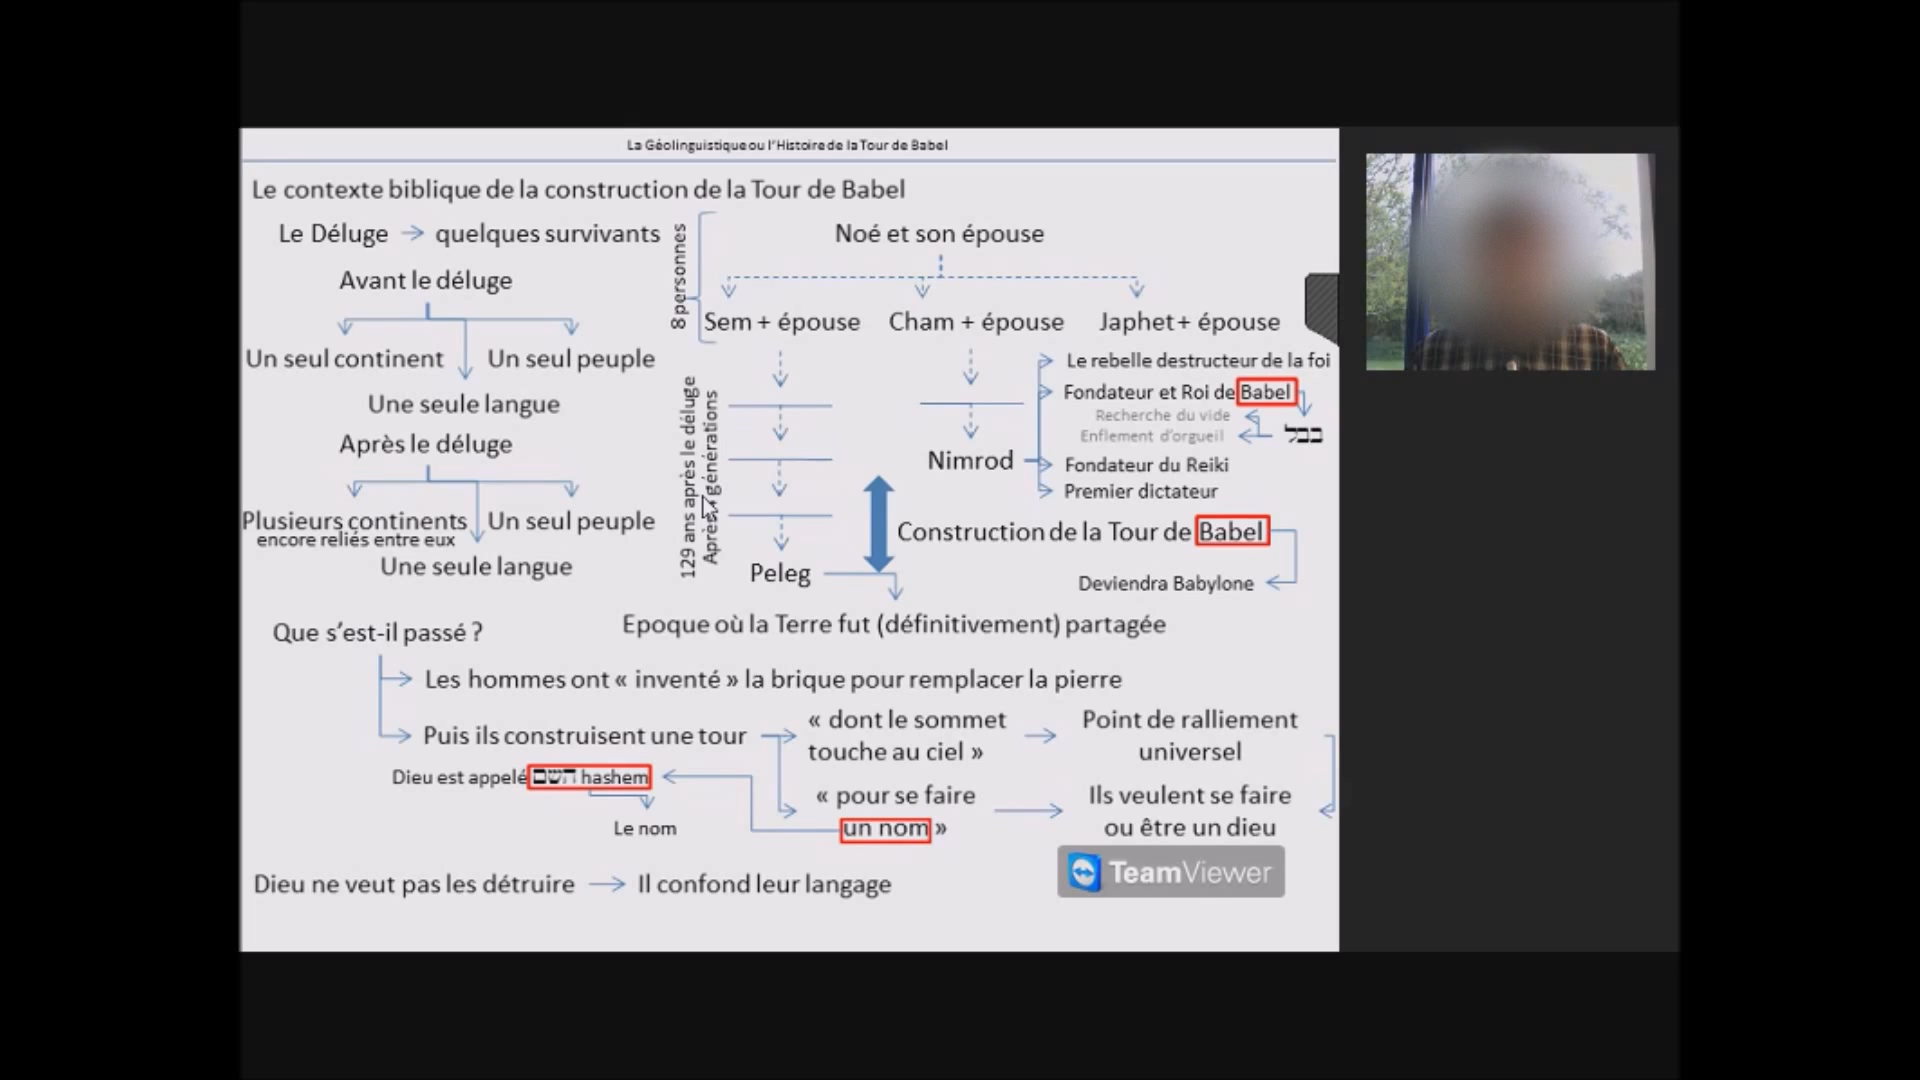 La Géolinguistique ou l'Histoire de la Tour de Babel
Le contexte biblique de la construction de la Tour de Babel
Le Déluge → quelques survivants
Avant le déluge
Un seul continent
Un seul peuple
Une seule langue
Après le déluge
Plusieurs continents
encore reliés entre eux
Un seul peuple
Une seule langue
8 personnes
Noé et son épouse
Sem + épouse
Cham + épouse
Japhet + épouse
129 ans après le déluge
Après générations
Peleg
Nimrod
Le rebelle destructeur de la foi
Fondateur et Roi de Babel
Recherche du vide
Enflement d'orgueil
בבל
Fondateur du Reiki
Premier dictateur
Construction de la Tour de Babel
Deviendra Babylone
Epoque où la Terre fut (définitivement) partagée
Que s'est-il passé ?
Les hommes ont « inventé » la brique pour remplacer la pierre
Puis ils construisent une tour
« dont le sommet
touche au ciel »
Point de ralliement
universel
Dieu est appelé השם hashem
Le nom
« pour se faire
un nom »
Ils veulent se faire
ou être un dieu
Dieu ne veut pas les détruire → Il confond leur langage
TeamViewer